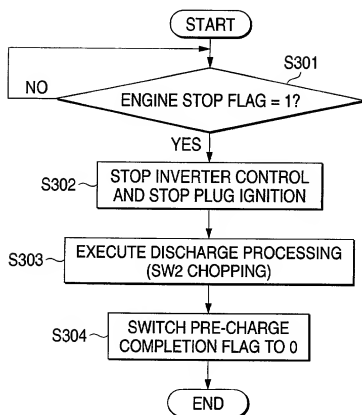 START
S301
NO
ENGINE STOP FLAG = 1?
YES
S302
STOP INVERTER CONTROL
AND STOP PLUG IGNITION
S303
EXECUTE DISCHARGE PROCESSING
(SW2 CHOPPING)
S304
SWITCH PRE-CHARGE
COMPLETION FLAG TO 0
END